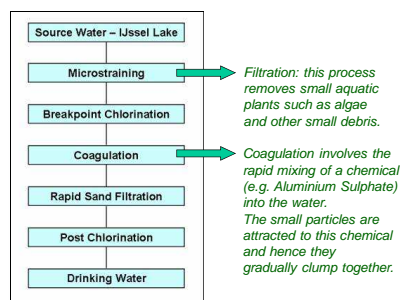 Source Water – IJssel Lake
Microstraining
Filtration: this process
removes small aquatic
plants such as algae
and other small debris.
Breakpoint Chlorination
Coagulation
Coagulation involves the
rapid mixing of a chemical
(e.g. Aluminium Sulphate)
into the water.
The small particles are
attracted to this chemical
and hence they
gradually clump together.
Rapid Sand Filtration
Post Chlorination
Drinking Water